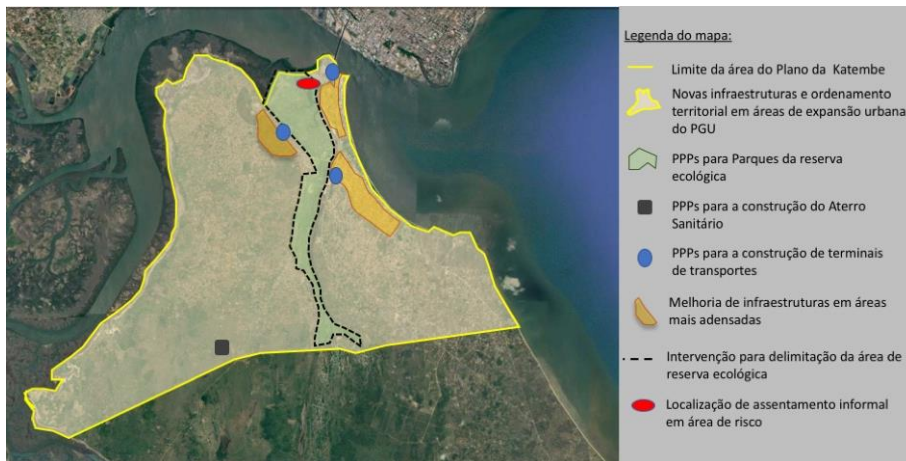 Legenda do mapa:
Limite da área do Plano da Katembe
Novas infraestruturas e ordenamento
territorial em áreas de expansão urbana
do PGU
PPPs para Parques da reserva
ecológica
PPPs para a construção do Aterro
Sanitário
PPPs para a construção de terminais
de transportes
Melhoria de infraestruturas em áreas
mais adensadas
Intervenção para delimitação da área de
reserva ecológica
Localização de assentamento informal
em área de risco